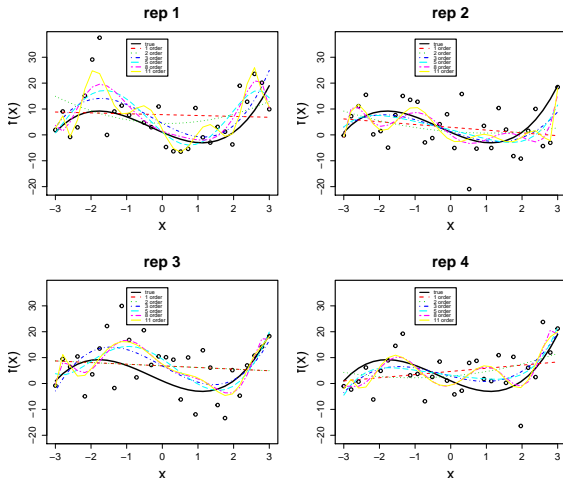 rep 1
true
1 order
2 order
3 order
5 order
8 order
11 order
f(X)
30
20
10
0
−10
−20
−3
−2
−1
0
1
2
3
X
rep 2
true
1 order
2 order
3 order
5 order
8 order
11 order
f(X)
30
20
10
0
−10
−20
−3
−2
−1
0
1
2
3
X
rep 3
true
1 order
2 order
3 order
5 order
8 order
11 order
f(X)
30
20
10
0
−10
−20
−3
−2
−1
0
1
2
3
X
rep 4
true
1 order
2 order
3 order
5 order
8 order
11 order
f(X)
30
20
10
0
−10
−20
−3
−2
−1
0
1
2
3
X